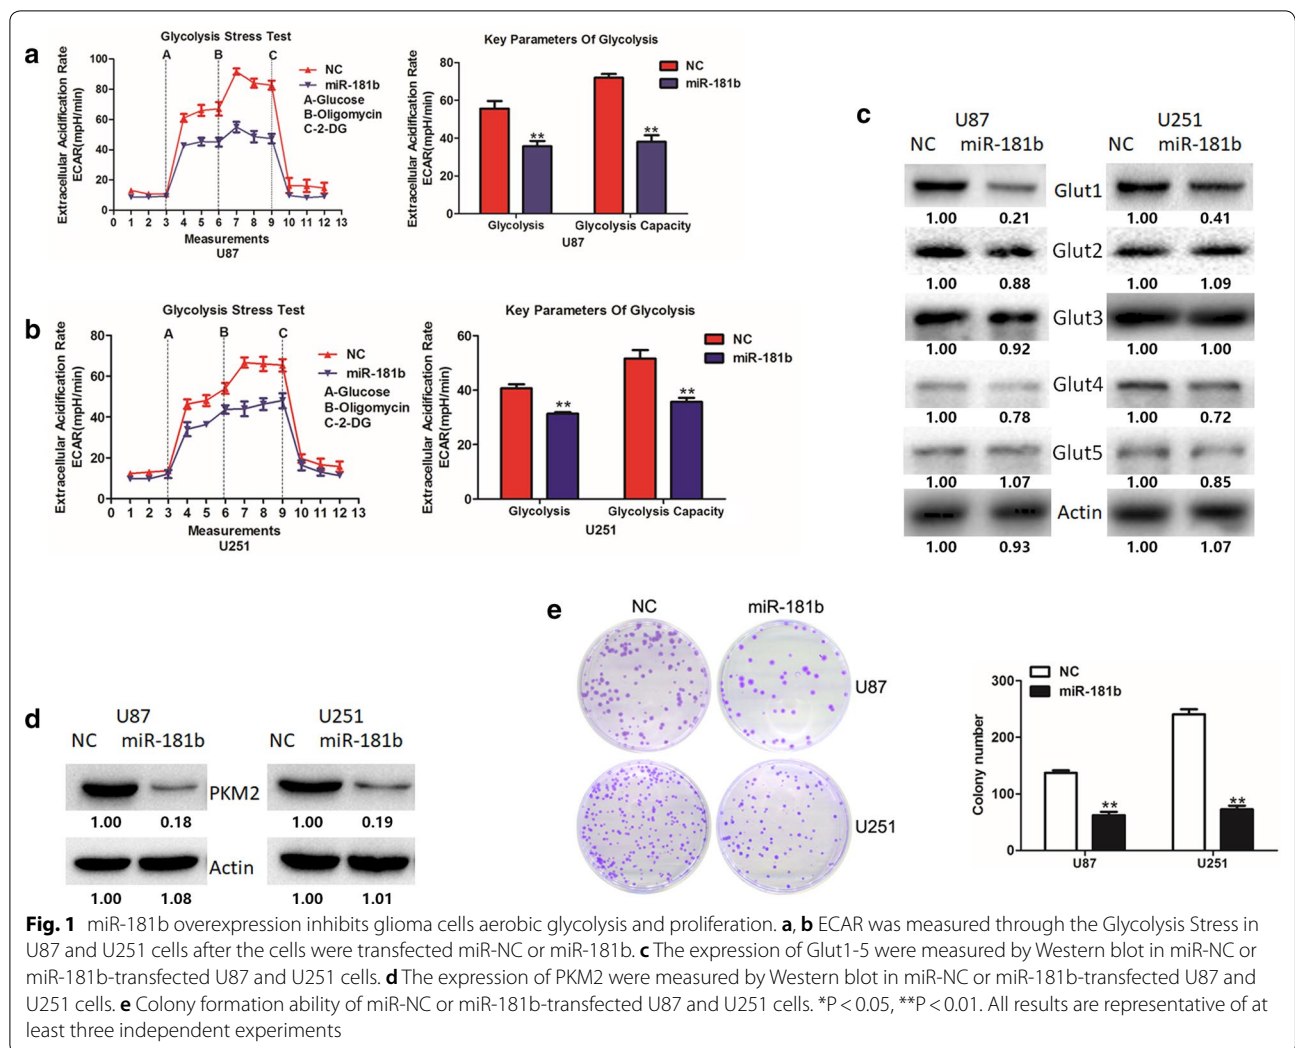 a
Glycolysis Stress Test
Extracellular Acidification Rate
ECAR(mpH/min)
100
80
60
40
20
0
A
B
C
NC
miR-181b
A-Glucose
B-Oligomycin
C-2-DG
0 1 2 3 4 5 6 7 8 9 10 11 12 13
Measurements
U87
Key Parameters Of Glycolysis
Extracellular Acidification Rate
ECAR(mpH/min)
80
60
40
20
0
NC
miR-181b
**
**
Glycolysis Glycolysis Capacity
U87
b
Glycolysis Stress Test
Extracellular Acidification Rate
ECAR(mpH/min)
80
60
40
20
0
A
B
C
NC
miR-181b
A-Glucose
B-Oligomycin
C-2-DG
0 1 2 3 4 5 6 7 8 9 10 11 12 13
Measurements
U251
Key Parameters Of Glycolysis
Extracellular Acidification Rate
ECAR(mpH/min)
60
40
20
0
NC
miR-181b
**
**
Glycolysis Glycolysis Capacity
U251
c
U87 U251
NC miR-181b NC miR-181b
Glut1
1.00 0.21 1.00 0.41
Glut2
1.00 0.88 1.00 1.09
Glut3
1.00 0.92 1.00 1.00
Glut4
1.00 0.78 1.00 0.72
Glut5
1.00 1.07 1.00 0.85
Actin
1.00 0.93 1.00 1.07
d
U87 U251
NC miR-181b NC miR-181b
PKM2
1.00 0.18 1.00 0.19
Actin
1.00 1.08 1.00 1.01
e
NC miR-181b
U87
U251
NC
miR-181b
Colony number
300
200
100
0
**
**
U87 U251
Fig. 1 miR-181b overexpression inhibits glioma cells aerobic glycolysis and proliferation. a, b ECAR was measured through the Glycolysis Stress in
U87 and U251 cells after the cells were transfected miR-NC or miR-181b. c The expression of Glut1-5 were measured by Western blot in miR-NC or
miR-181b-transfected U87 and U251 cells. d The expression of PKM2 were measured by Western blot in miR-NC or miR-181b-transfected U87 and
U251 cells. e Colony formation ability of miR-NC or miR-181b-transfected U87 and U251 cells. *P < 0.05, **P < 0.01. All results are representative of at
least three independent experiments